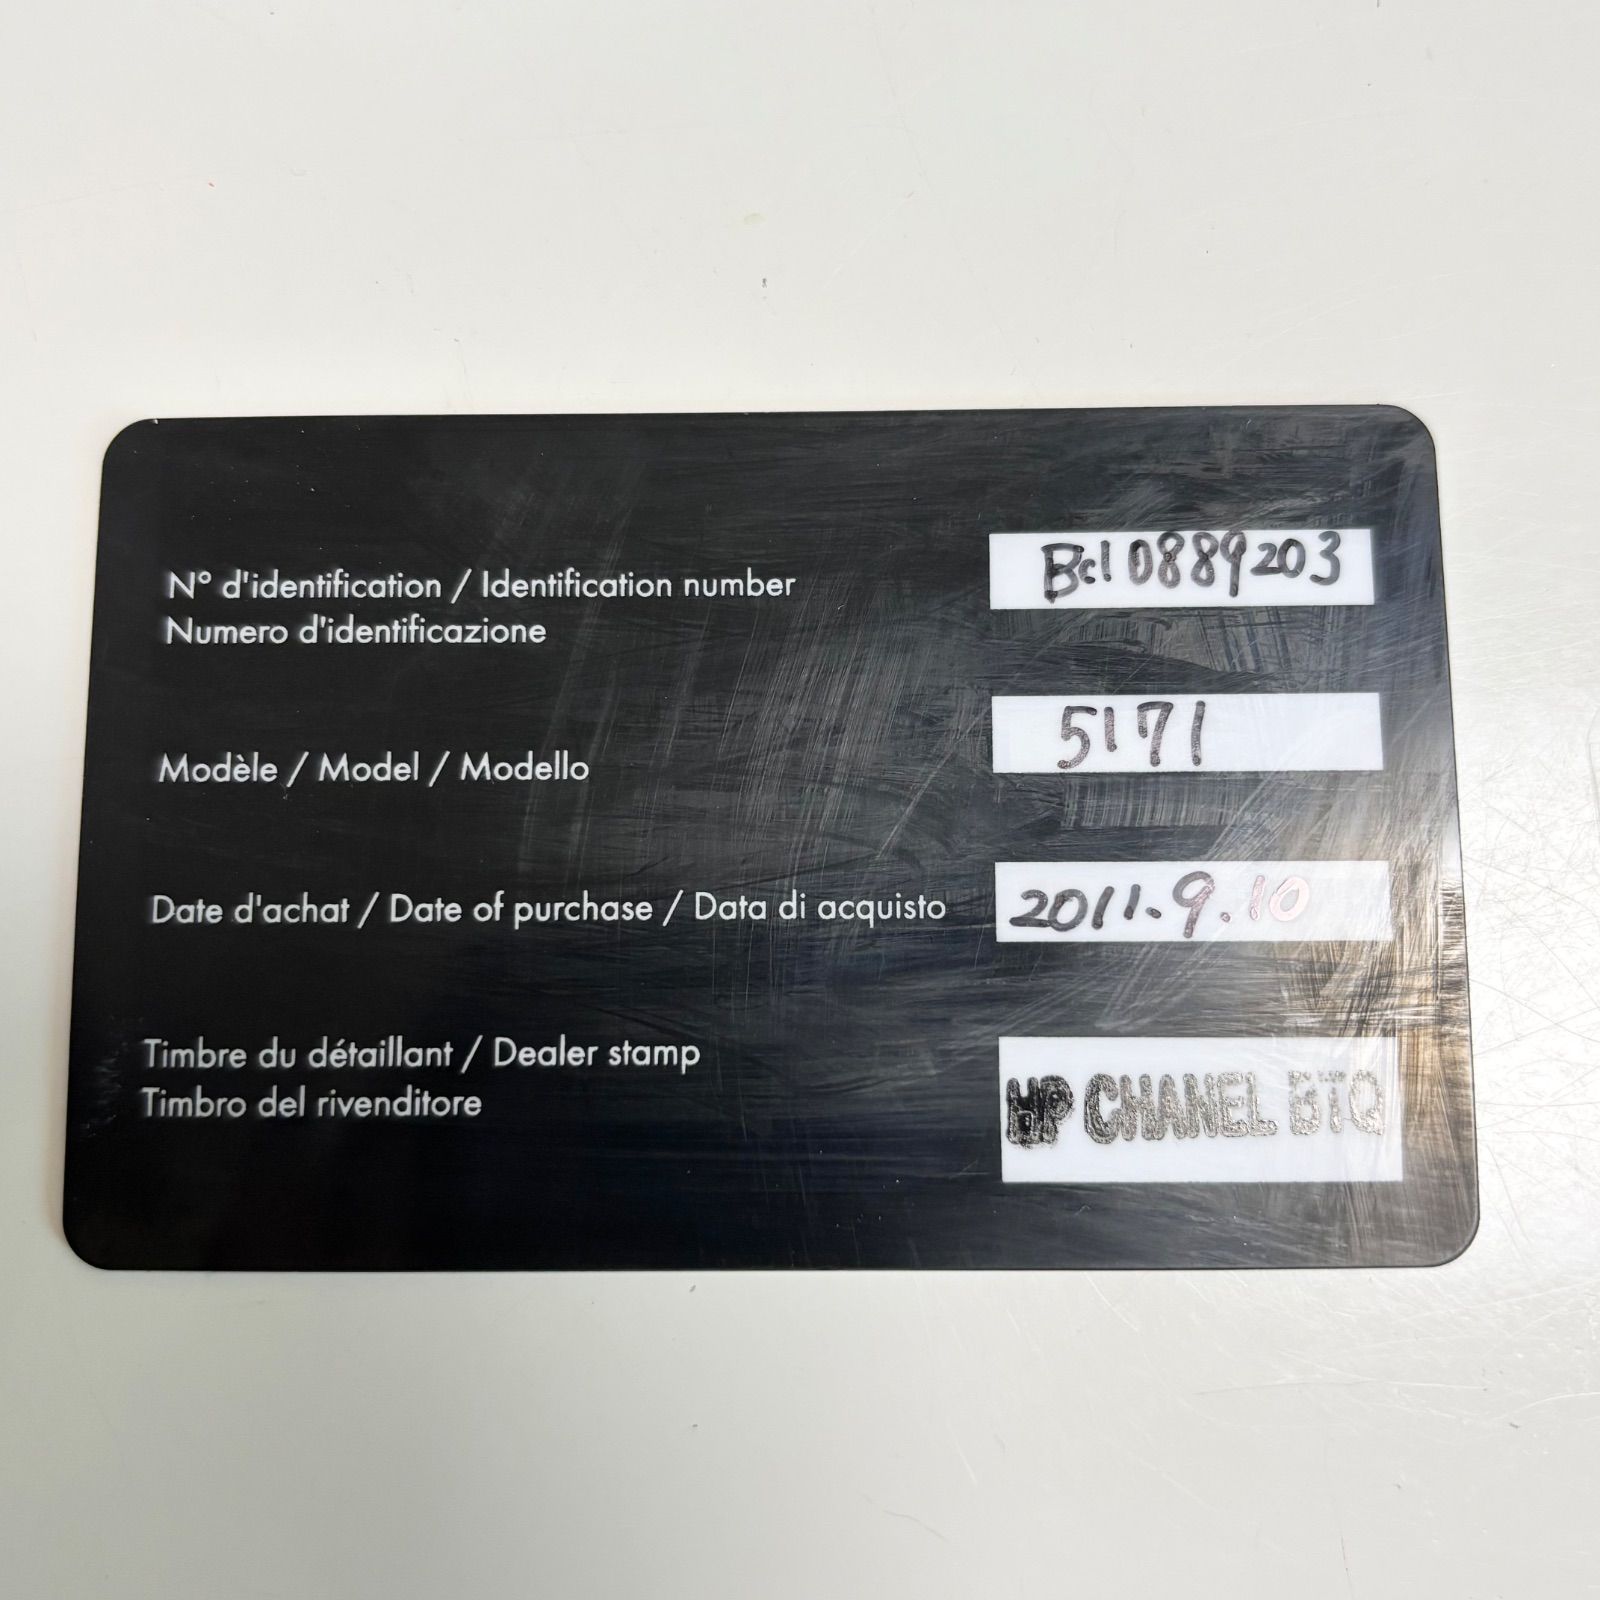 N° d'identification / Identification number
Numero d'identificazione
Bcl0889203
Modèle / Model / Modello
5171
Date d'achat / Date of purchase / Data di acquisto
2011.9.10
Timbre du détaillant / Dealer stamp
Timbro del rivenditore
HP CHANEL BTQ